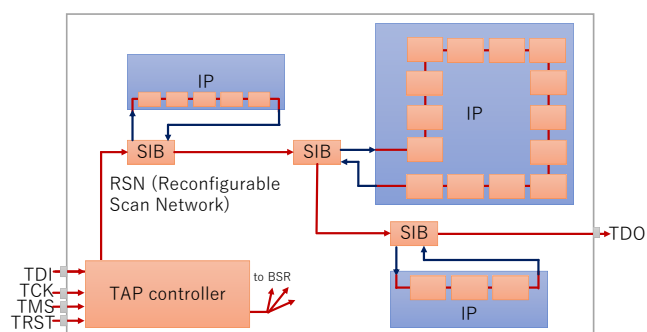 IP
IP
SIB
SIB
RSN (Reconfigurable
Scan Network)
SIB
TDO
TDI
TCK
TMS
TRST
TAP controller
to BSR
IP